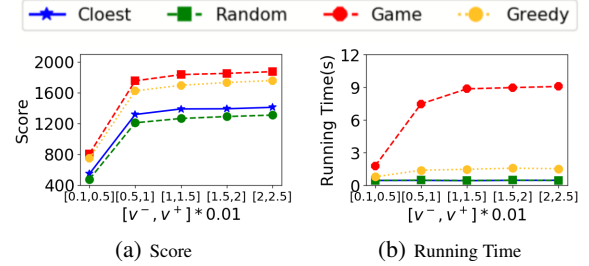 Cloest Random Game Greedy
2000
1600
1200
800
400
Score
[0.1,0.5] [0.5,1] [1,1.5] [1.5,2] [2,2.5]
[v⁻, v⁺]*0.01
(a) Score
12
9
6
3
0
Running Time(s)
[0.1,0.5] [0.5,1] [1,1.5] [1.5,2] [2,2.5]
[v⁻, v⁺]*0.01
(b) Running Time